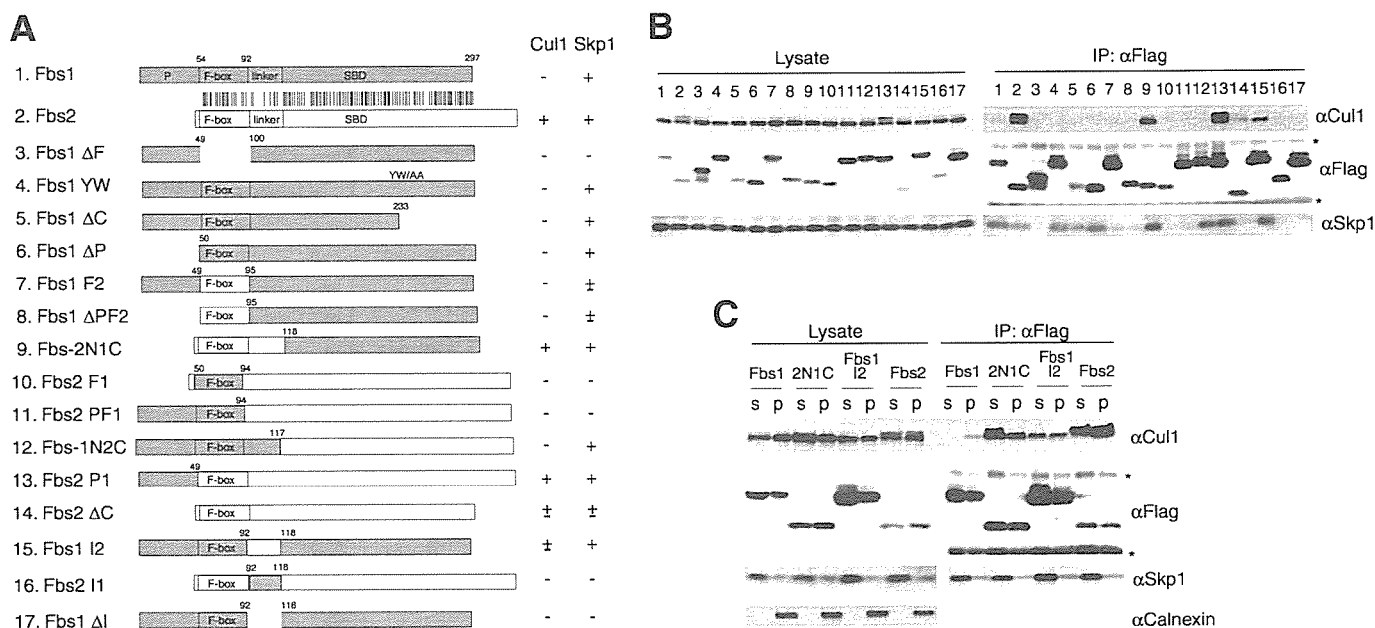 A
Cul1 Skp1
54 92 297
1. Fbs1 P F-box linker SBD - +
2. Fbs2 F-box linker SBD + +
49 100
3. Fbs1 ΔF - -
YW/AA
4. Fbs1 YW F-box - +
233
5. Fbs1 ΔC F-box - +
50
6. Fbs1 ΔP F-box - +
49 95
7. Fbs1 F2 F-box - ±
95
8. Fbs1 ΔPF2 F-box - ±
118
9. Fbs-2N1C F-box + +
50 94
10. Fbs2 F1 F-box - -
94
11. Fbs2 PF1 F-box - -
117
12. Fbs-1N2C F-box - +
49
13. Fbs2 P1 F-box + +
14. Fbs2 ΔC F-box ± ±
92 118
15. Fbs1 I2 F-box ± +
92 118
16. Fbs2 I1 F-box - -
92 118
17. Fbs1 ΔI F-box - -
B
Lysate IP: αFlag
1 2 3 4 5 6 7 8 9 10 11 12 13 14 15 16 17 1 2 3 4 5 6 7 8 9 10 11 12 13 14 15 16 17
αCul1
*
αFlag
*
αSkp1
C
Lysate IP: αFlag
Fbs1 2N1C Fbs1 I2 Fbs2 Fbs1 2N1C Fbs1 I2 Fbs2
s p s p s p s p s p s p s p s p
αCul1
*
αFlag
*
αSkp1
αCalnexin